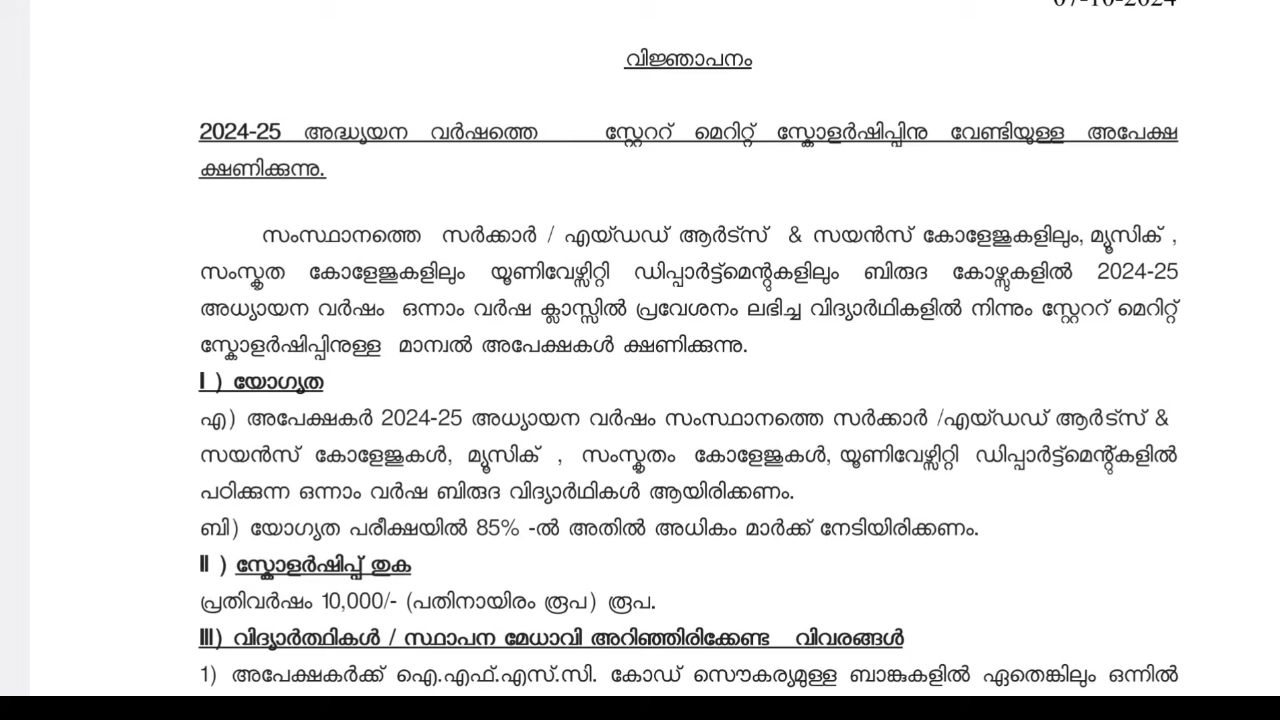 07-10-2024
വിജ്ഞാപനം
2024-25 അദ്ധ്യയന വർഷത്തെ സ്റ്റേററ് മെറിറ്റ് സ്കോളർഷിപ്പിനു വേണ്ടിയുള്ള അപേക്ഷ
ക്ഷണിക്കുന്നു.
സംസ്ഥാനത്തെ സർക്കാർ / എയ്ഡഡ് ആർട്സ് & സയൻസ് കോളേജുകളിലും, മ്യൂസിക് ,
സംസ്കൃത കോളേജുകളിലും യൂണിവേഴ്സിറ്റി ഡിപ്പാർട്ട്മെന്റുകളിലും ബിരുദ കോഴ്സുകളിൽ 2024-25
അധ്യായന വർഷം ഒന്നാം വർഷ ക്ലാസ്സിൽ പ്രവേശനം ലഭിച്ച വിദ്യാർഥികളിൽ നിന്നും സ്റ്റേററ് മെറിറ്റ്
സ്കോളർഷിപ്പിനുള്ള മാന്വൽ അപേക്ഷകൾ ക്ഷണിക്കുന്നു.
I ) യോഗ്യത
എ) അപേക്ഷകർ 2024-25 അധ്യായന വർഷം സംസ്ഥാനത്തെ സർക്കാർ /എയ്ഡഡ് ആർട്സ് &
സയൻസ് കോളേജുകൾ, മ്യൂസിക് , സംസ്കൃതം കോളേജുകൾ, യൂണിവേഴ്സിറ്റി ഡിപ്പാർട്ട്മെന്റ്കളിൽ
പഠിക്കുന്ന ഒന്നാം വർഷ ബിരുദ വിദ്യാർഥികൾ ആയിരിക്കണം.
ബി) യോഗ്യത പരീക്ഷയിൽ 85% -ൽ അതിൽ അധികം മാർക്ക് നേടിയിരിക്കണം.
II ) സ്കോളർഷിപ്പ് തുക
പ്രതിവർഷം 10,000/- (പതിനായിരം രൂപ) രൂപ.
III) വിദ്യാർത്ഥികൾ / സ്ഥാപന മേധാവി അറിഞ്ഞിരിക്കേണ്ട വിവരങ്ങൾ
1) അപേക്ഷകർക്ക് ഐ.എഫ്.എസ്.സി. കോഡ് സൌകര്യമുള്ള ബാങ്കുകളിൽ ഏതെങ്കിലും ഒന്നിൽ